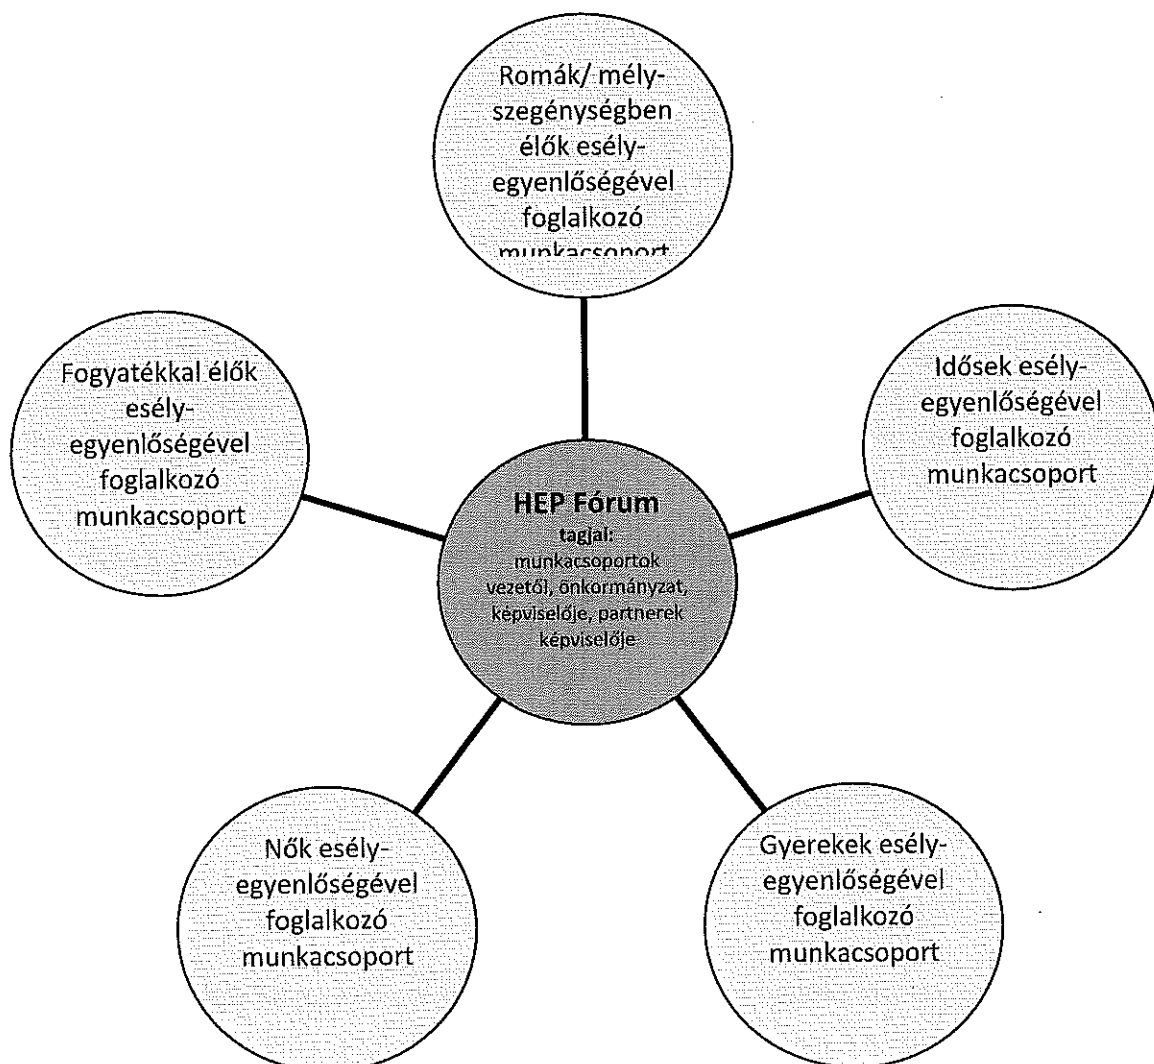 Romák/ mély-
szegénységben
élők esély-
egyenlőségével
foglalkozó
munkacsoport
Fogyatékkal élők
esély-
egyenlőségével
foglalkozó
munkacsoport
Idősek esély-
egyenlőségével
foglalkozó
munkacsoport
HEP Fórum
tagjai:
munkacsoportok
vezetői, önkormányzat,
képviselője, partnerek
képviselője
Nők esély-
egyenlőségével
foglalkozó
munkacsoport
Gyerekek esély-
egyenlőségével
foglalkozó
munkacsoport